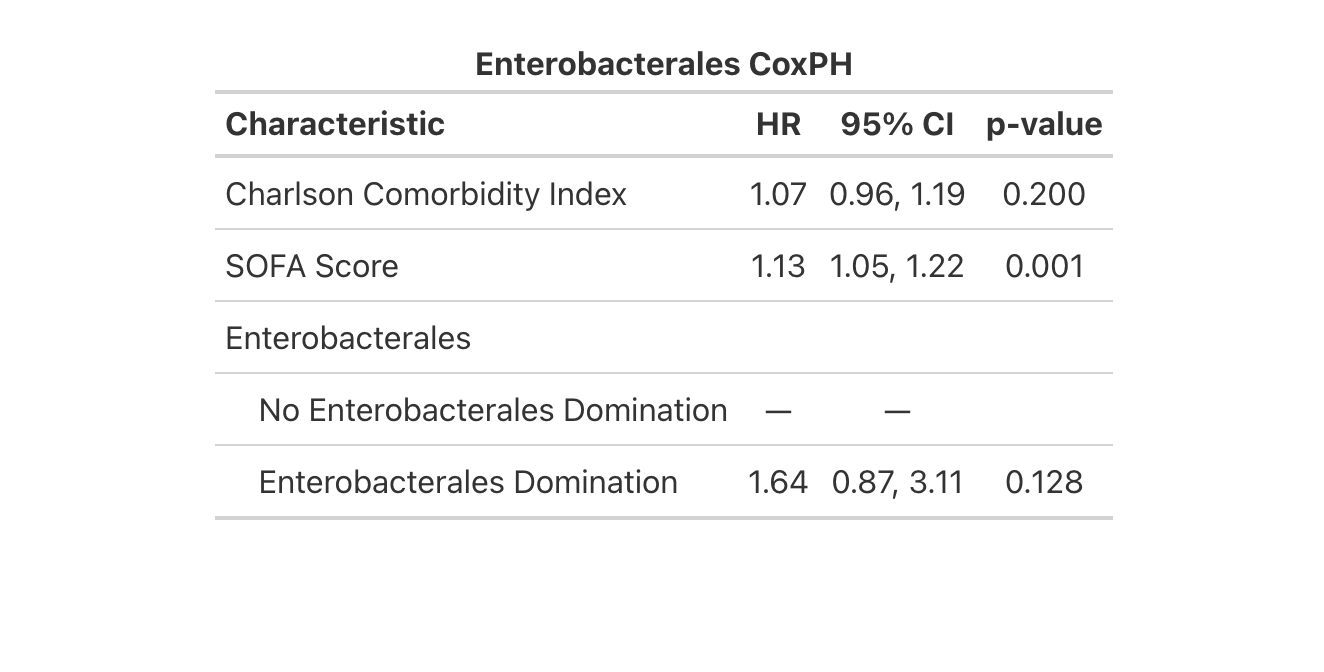 Enterobacterales CoxPH
Characteristic HR 95% CI p-value
Charlson Comorbidity Index 1.07 0.96, 1.19 0.200
SOFA Score 1.13 1.05, 1.22 0.001
Enterobacterales
No Enterobacterales Domination — —
Enterobacterales Domination 1.64 0.87, 3.11 0.128